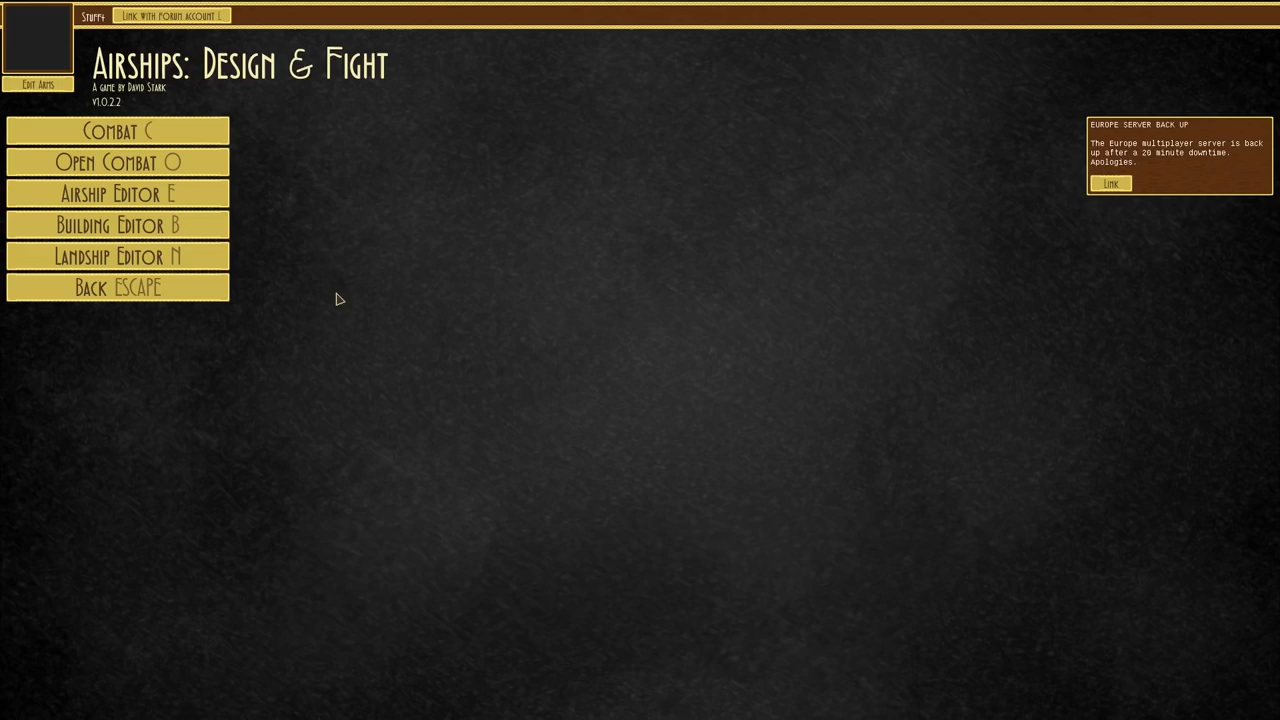 Stuff+
Link with forum account L
Edit Arms
Airships: Design & Fight
A game by David Stark
v1.0.2.2
Combat C
Open Combat O
Airship Editor E
Building Editor B
Landship Editor N
Back ESCAPE
EUROPE SERVER BACK UP
The Europe multiplayer server is back
up after a 20 minute downtime.
Apologies.
Link